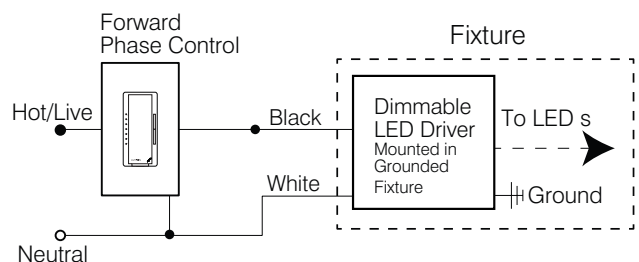 Forward
Phase Control
Fixture
Hot/Live
Black
Dimmable
LED Driver
Mounted in
Grounded
Fixture
To LED s
White
Ground
Neutral